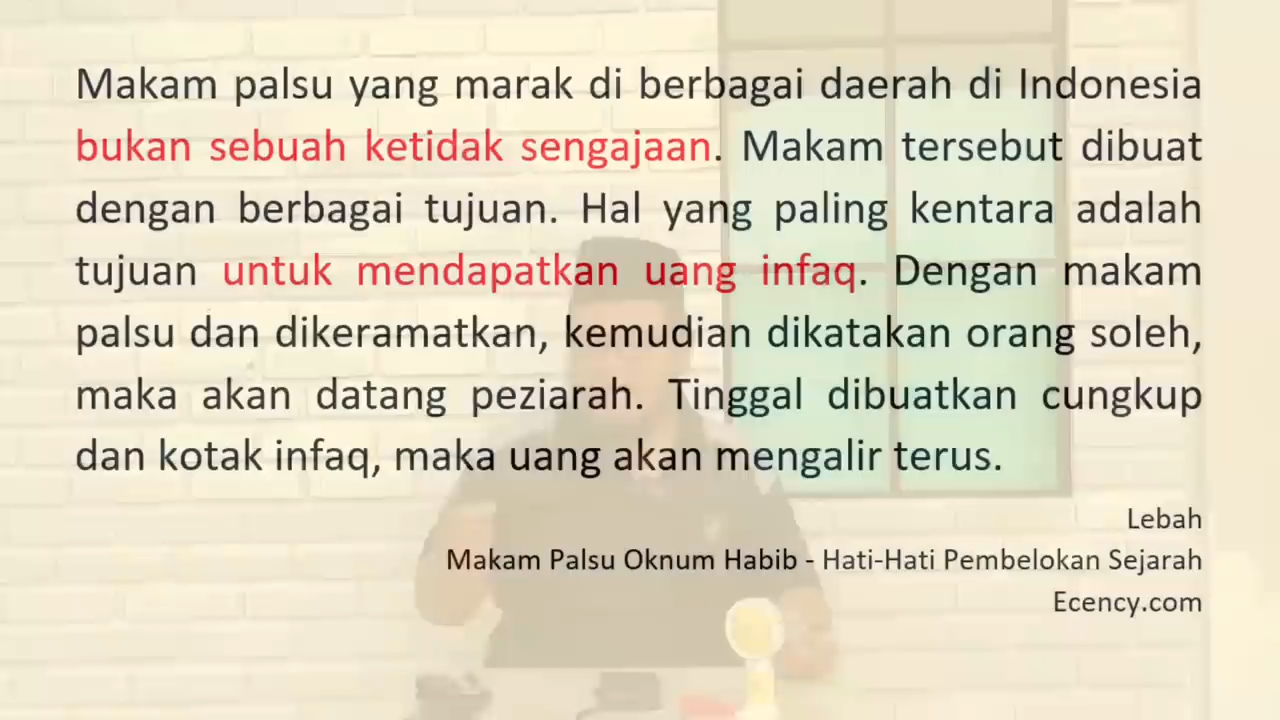 Makam palsu yang marak di berbagai daerah di Indonesia
bukan sebuah ketidak sengajaan. Makam tersebut dibuat
dengan berbagai tujuan. Hal yang paling kentara adalah
tujuan untuk mendapatkan uang infaq. Dengan makam
palsu dan dikeramatkan, kemudian dikatakan orang soleh,
maka akan datang peziarah. Tinggal dibuatkan cungkup
dan kotak infaq, maka uang akan mengalir terus.
Lebah
Makam Palsu Oknum Habib - Hati-Hati Pembelokan Sejarah
Ecency.com